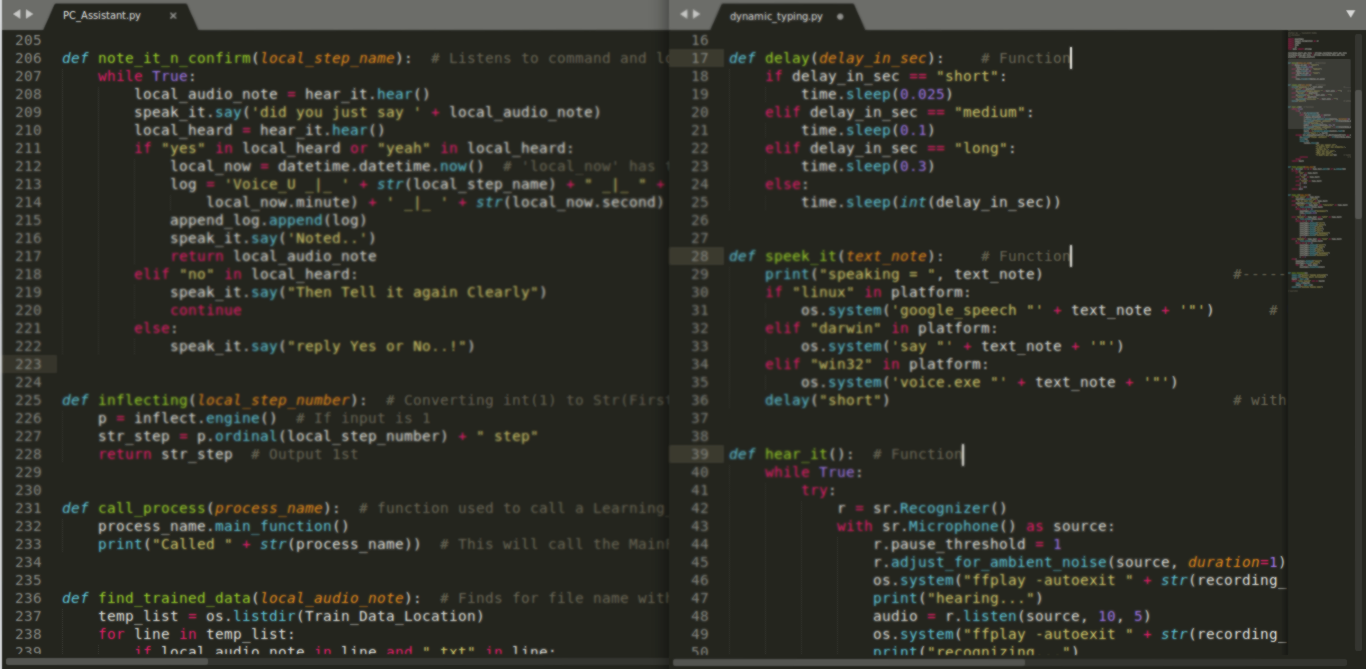 PC_Assistant.py ×
205
206 def note_it_n_confirm(local_step_name):  # Listens to command and
207     while True:
208         local_audio_note = hear_it.hear()
209         speak_it.say('did you just say ' + local_audio_note)
210         local_heard = hear_it.hear()
211         if "yes" in local_heard or "yeah" in local_heard:
212             local_now = datetime.datetime.now()  # 'local_now' has
213             log = 'Voice_U _|_ ' + str(local_step_name) + " _|_ " +
214                 local_now.minute) + ' _|_ ' + str(local_now.second)
215             append_log.append(log)
216             speak_it.say('Noted..')
217             return local_audio_note
218         elif "no" in local_heard:
219             speak_it.say("Then Tell it again Clearly")
220             continue
221         else:
222             speak_it.say("reply Yes or No..!")
223
224
225 def inflecting(local_step_number):  # Converting int(1) to Str(First
226     p = inflect.engine()  # If input is 1
227     str_step = p.ordinal(local_step_number) + " step"
228     return str_step  # Output 1st
229
230
231 def call_process(process_name):  # function used to call a Learning_
232     process_name.main_function()
233     print("Called " + str(process_name))  # This will call the Main
234
235
236 def find_trained_data(local_audio_note):  # Finds for file name with
237     temp_list = os.listdir(Train_Data_Location)
238     for line in temp_list:
239         if local_audio_note in line and ".txt" in line:
dynamic_typing.py
16
17 def delay(delay_in_sec):    # Function
18     if delay_in_sec == "short":
19         time.sleep(0.025)
20     elif delay_in_sec == "medium":
21         time.sleep(0.1)
22     elif delay_in_sec == "long":
23         time.sleep(0.3)
24     else:
25         time.sleep(int(delay_in_sec))
26
27
28 def speek_it(text_note):    # Function
29     print("speaking = ", text_note)                     #-----
30     if "linux" in platform:
31         os.system('google_speech "' + text_note + '"')      #
32     elif "darwin" in platform:
33         os.system('say "' + text_note + '"')
34     elif "win32" in platform:
35         os.system('voice.exe "' + text_note + '"')
36     delay("short")                                      # with
37
38
39 def hear_it():  # Function
40     while True:
41         try:
42             r = sr.Recognizer()
43             with sr.Microphone() as source:
44                 r.pause_threshold = 1
45                 r.adjust_for_ambient_noise(source, duration=1)
46                 os.system("ffplay -autoexit " + str(recording_
47                 print("hearing...")
48                 audio = r.listen(source, 10, 5)
49                 os.system("ffplay -autoexit " + str(recording_
50                 print("recognizing...")